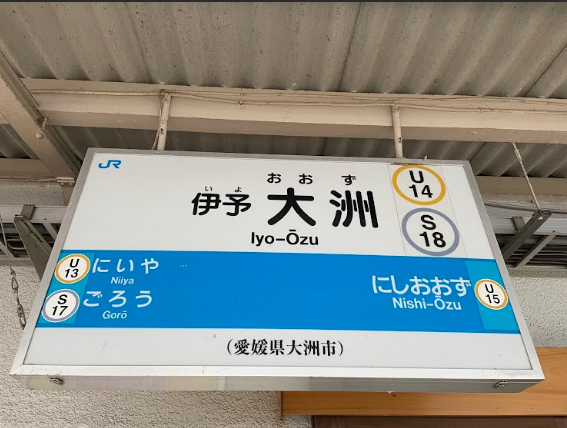 JR
おおず
いよ
伊予大洲
Iyo-Ōzu
U
14
S
18
U
13
にいや
Niiya
S
17
ごろう
Gorō
にしおおず
Nishi-Ōzu
U
15
(愛媛県大洲市)